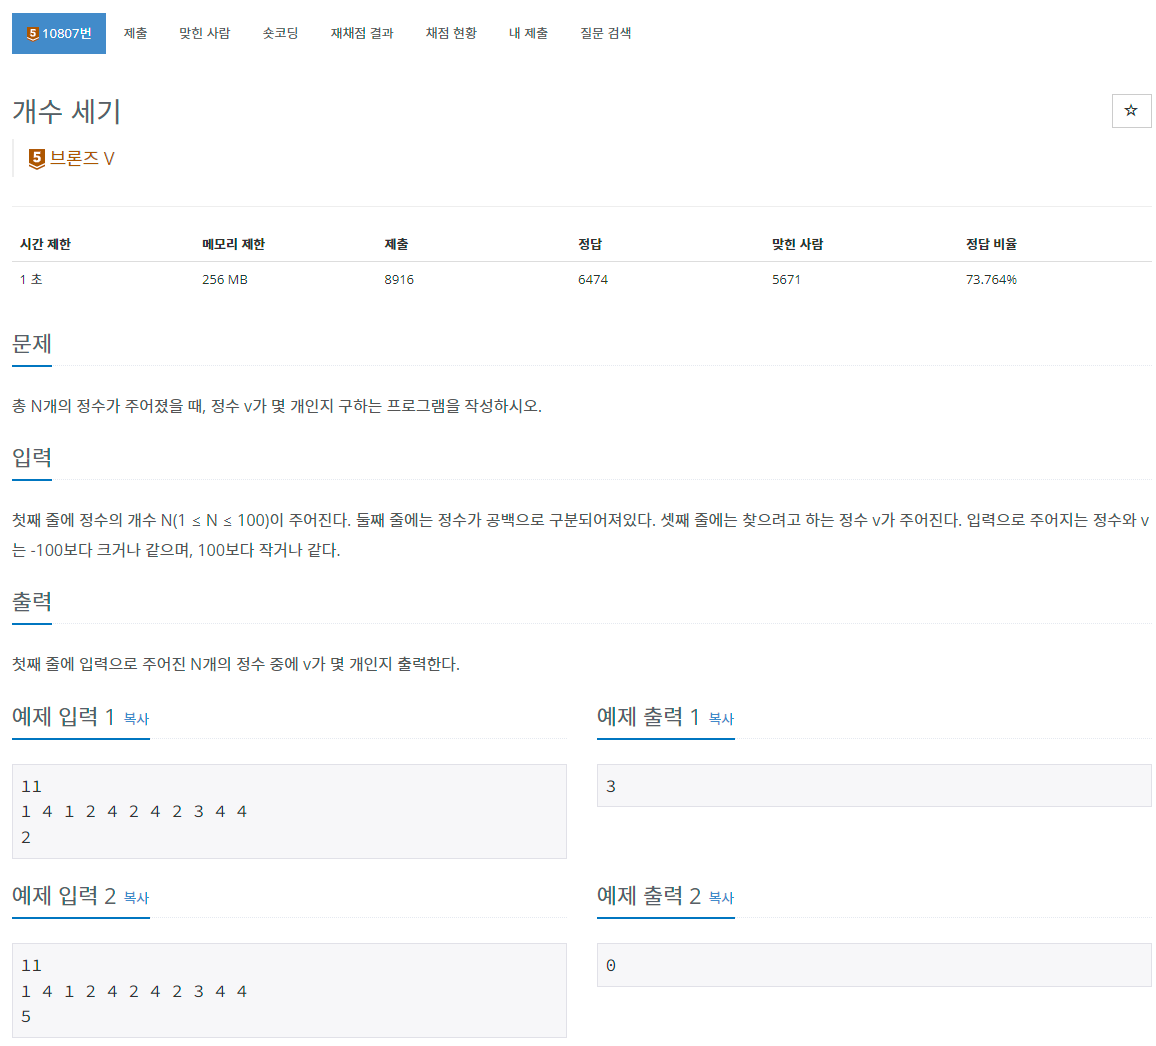 5 10807번 제출 맞힌 사람 숏코딩 재채점 결과 채점 현황 내 제출 질문 검색
개수 세기
5 브론즈 V
시간 제한 메모리 제한 제출 정답 맞힌 사람 정답 비율
1 초 256 MB 8916 6474 5671 73.764%
문제
총 N개의 정수가 주어졌을 때, 정수 v가 몇 개인지 구하는 프로그램을 작성하시오.
입력
첫째 줄에 정수의 개수 N(1 ≤ N ≤ 100)이 주어진다. 둘째 줄에는 정수가 공백으로 구분되어져있다. 셋째 줄에는 찾으려고 하는 정수 v가 주어진다. 입력으로 주어지는 정수와 v
는 -100보다 크거나 같으며, 100보다 작거나 같다.
출력
첫째 줄에 입력으로 주어진 N개의 정수 중에 v가 몇 개인지 출력한다.
예제 입력 1 복사
11
1 4 1 2 4 2 4 2 3 4 4
2
예제 출력 1 복사
3
예제 입력 2 복사
11
1 4 1 2 4 2 4 2 3 4 4
5
예제 출력 2 복사
0